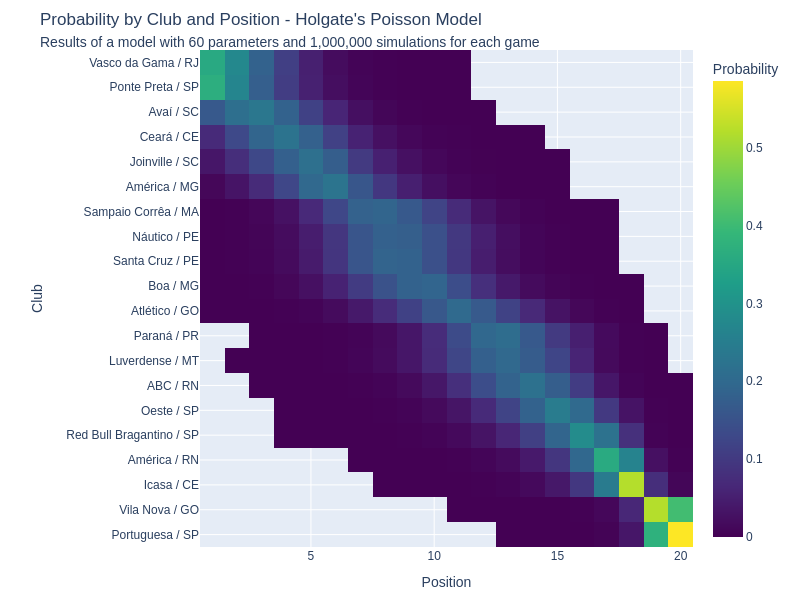 Probability by Club and Position - Holgate's Poisson Model
Results of a model with 60 parameters and 1,000,000 simulations for each game
Probability
Vasco da Gama / RJ
Ponte Preta / SP
Avaí / SC
Ceará / CE
Joinville / SC
América / MG
Sampaio Corrêa / MA
Náutico / PE
Santa Cruz / PE
Boa / MG
Atlético / GO
Paraná / PR
Luverdense / MT
ABC / RN
Oeste / SP
Red Bull Bragantino / SP
América / RN
Icasa / CE
Vila Nova / GO
Portuguesa / SP
Club
5
10
15
20
Position
0.5
0.4
0.3
0.2
0.1
0